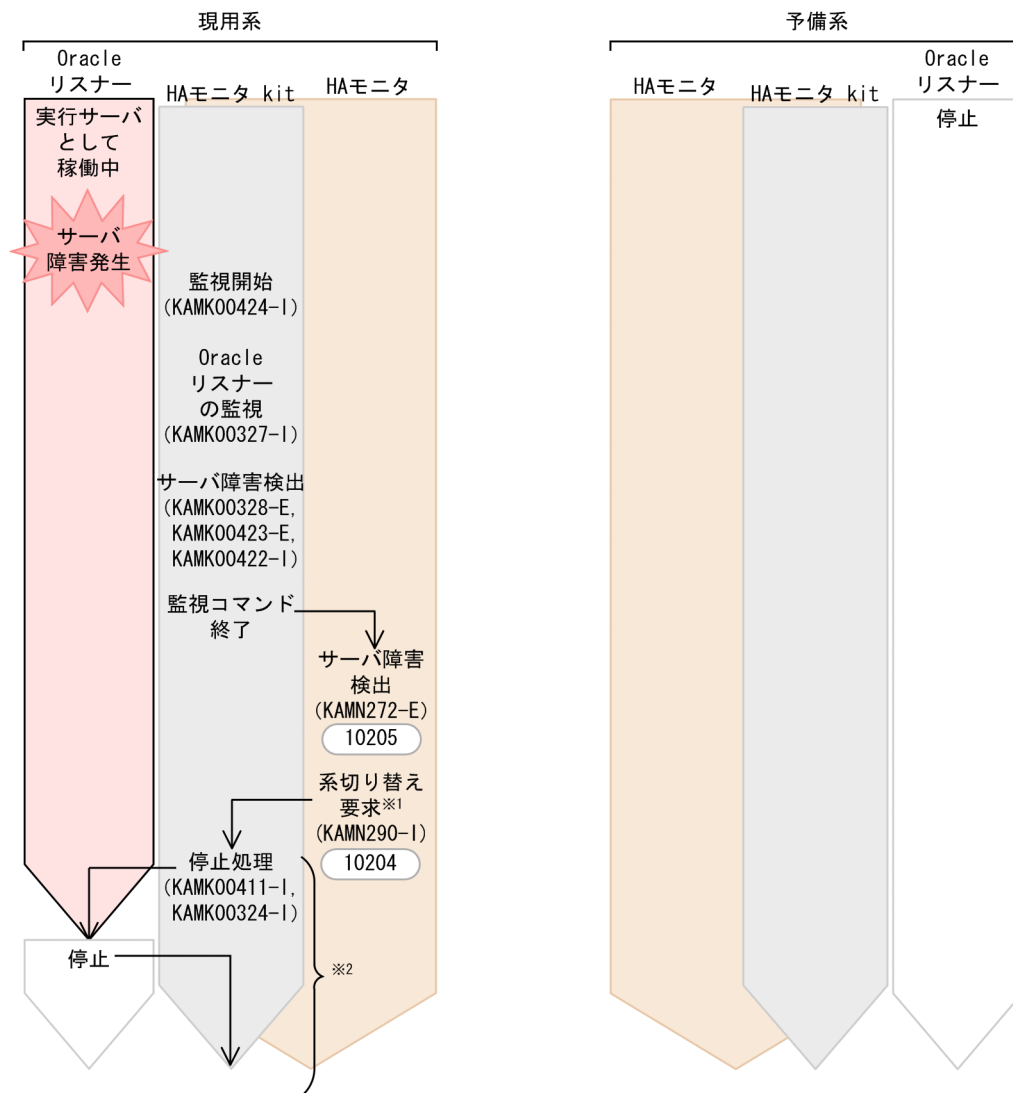 現用系
予備系
Oracle
リスナー
HAモニタ kit
HAモニタ
HAモニタ
HAモニタ kit
Oracle
リスナー
実行サーバ
として
稼働中
停止
サーバ
障害発生
監視開始
(KAMK00424-I)
Oracle
リスナー
の監視
(KAMK00327-I)
サーバ障害検出
(KAMK00328-E,
KAMK00423-E,
KAMK00422-I)
監視コマンド
終了
サーバ障害
検出
(KAMN272-E)
10205
系切り替え
要求※1
(KAMN290-I)
10204
停止処理
(KAMK00411-I,
KAMK00324-I)
停止
※2